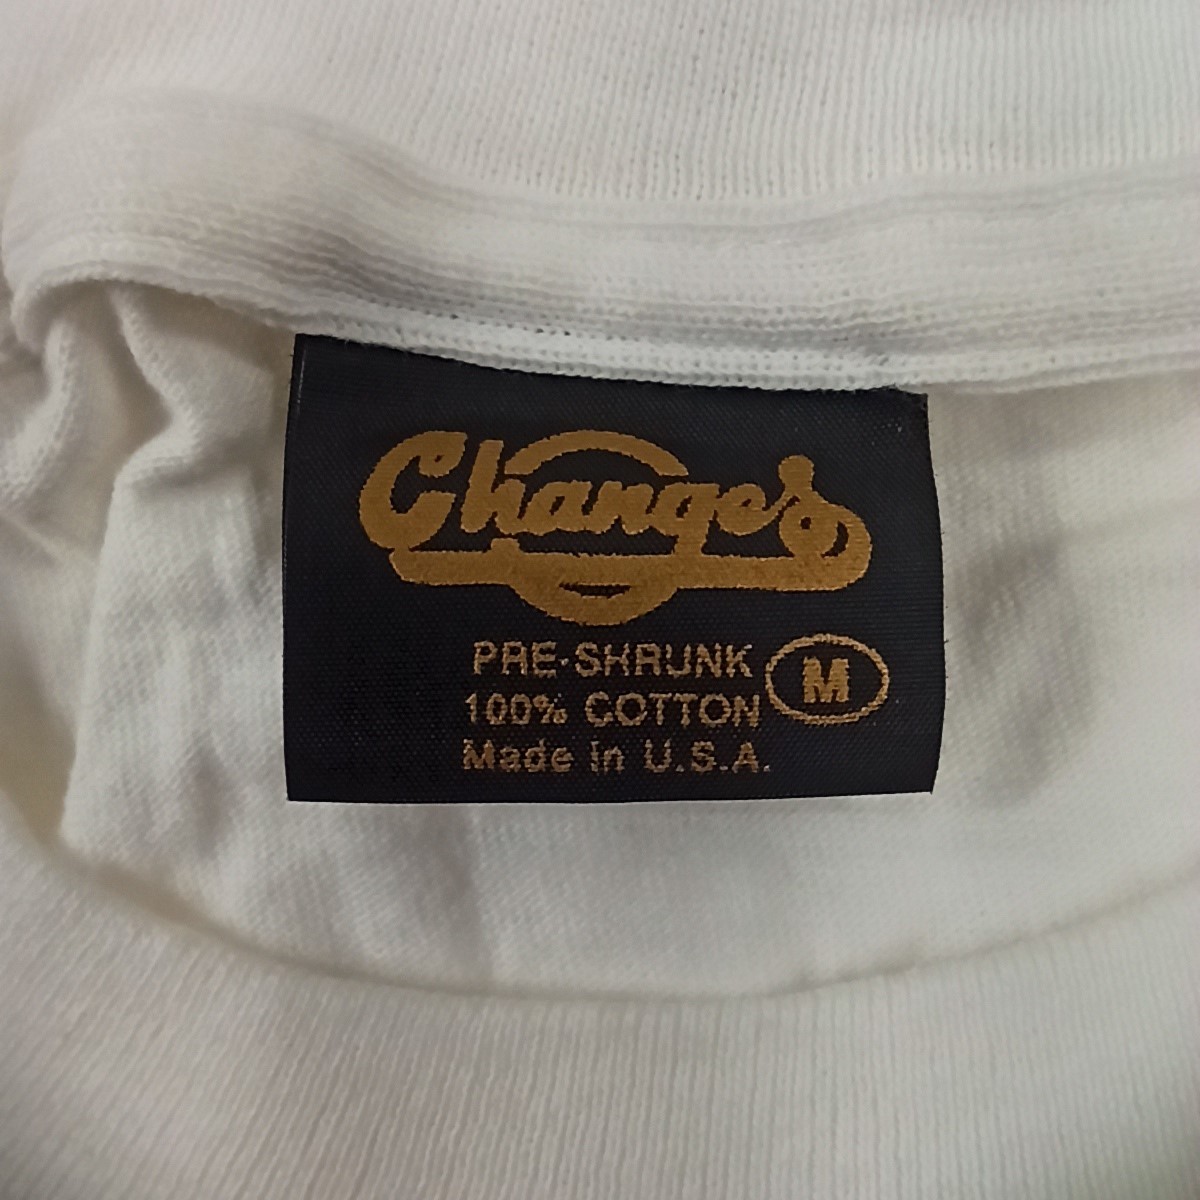 Changes
PRE-SHRUNK
100% COTTON
M
Made in U.S.A.